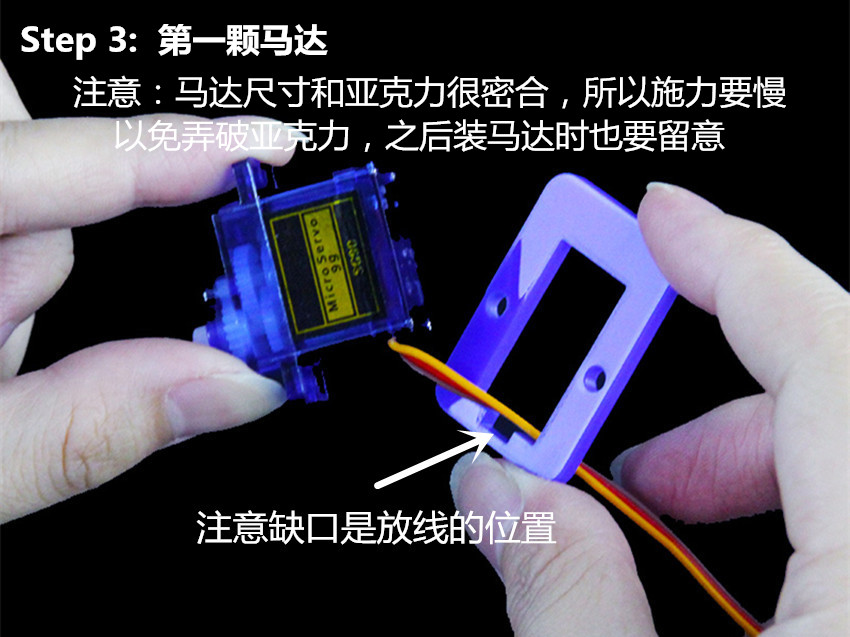 Step 3: 第一颗马达
注意：马达尺寸和亚克力很密合，所以施力要慢
以免弄破亚克力，之后装马达时也要留意
SG90
9g
Micro Servo
注意缺口是放线的位置